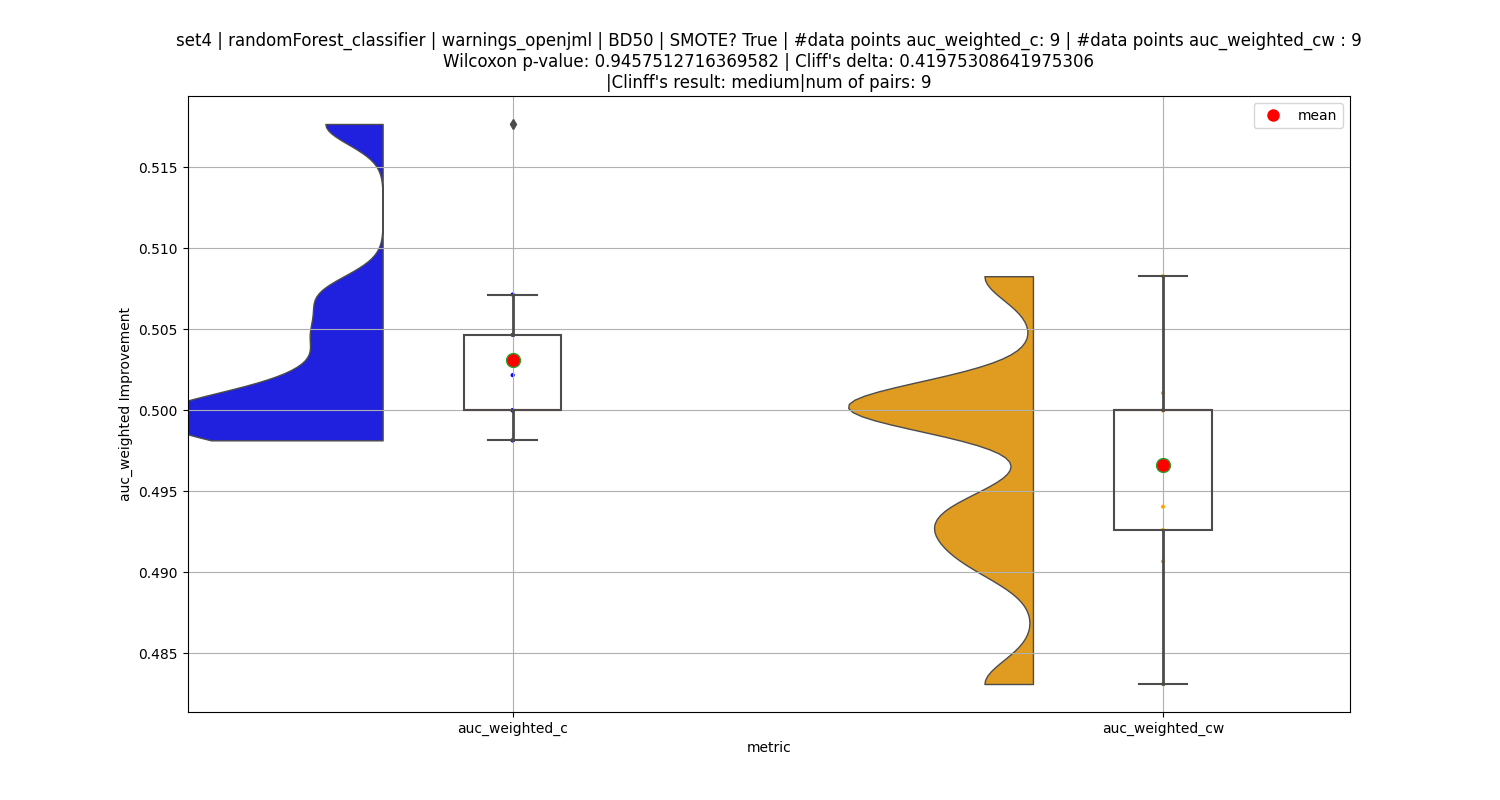 set4 | randomForest_classifier | warnings_openjml | BD50 | SMOTE? True | #data points auc_weighted_c: 9 | #data points auc_weighted_cw : 9
Wilcoxon p-value: 0.9457512716369582 | Cliff's delta: 0.41975308641975306
|Clinff's result: medium|num of pairs: 9
mean
0.515
0.510
0.505
0.500
0.495
0.490
0.485
auc_weighted Improvement
auc_weighted_c
auc_weighted_cw
metric